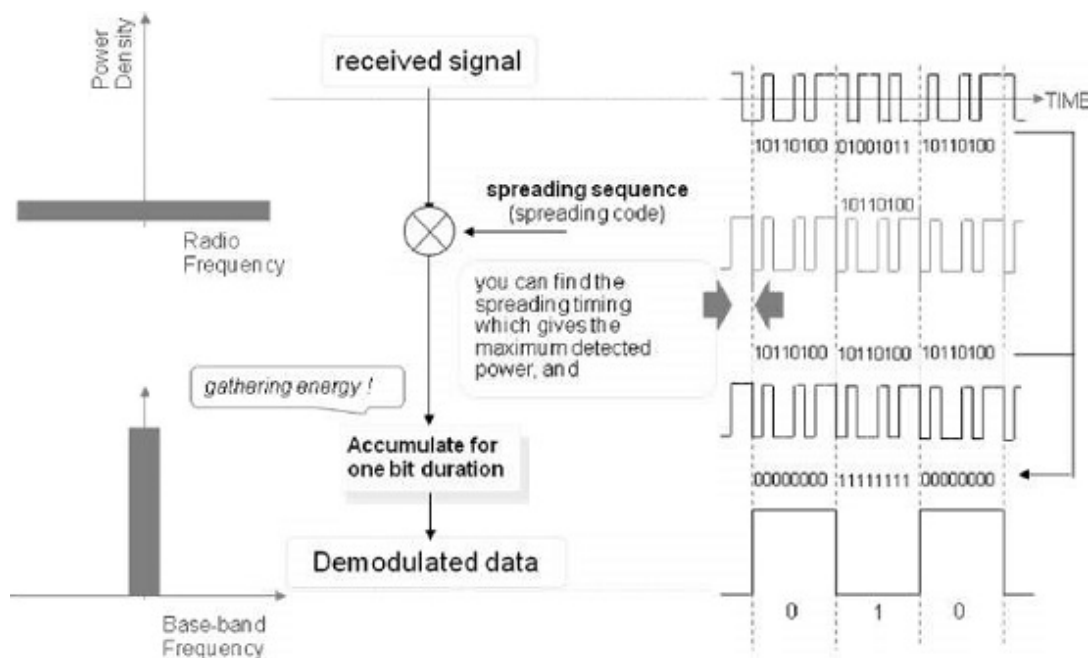 Power
Density
received signal
TIME
10110100 01001011 10110100
spreading sequence
(spreading code)
10110100
Radio
Frequency
you can find the
spreading timing
which gives the
maximum detected
power, and
10110100 10110100 10110100
gathering energy !
Accumulate for
one bit duration
00000000 11111111 00000000
Demodulated data
0 1 0
Base-band
Frequency